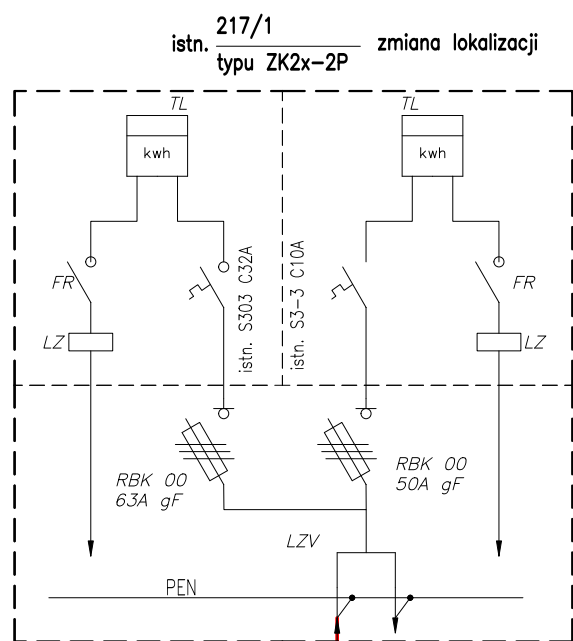 217/1
istn. zmiana lokalizacji
typu ZK2x-2P
TL
TL
kwh
kwh
istn. S303 C32A
istn. S3-3 C10A
FR
FR
LZ
LZ
RBK 00
63A gF
RBK 00
50A gF
LZV
PEN